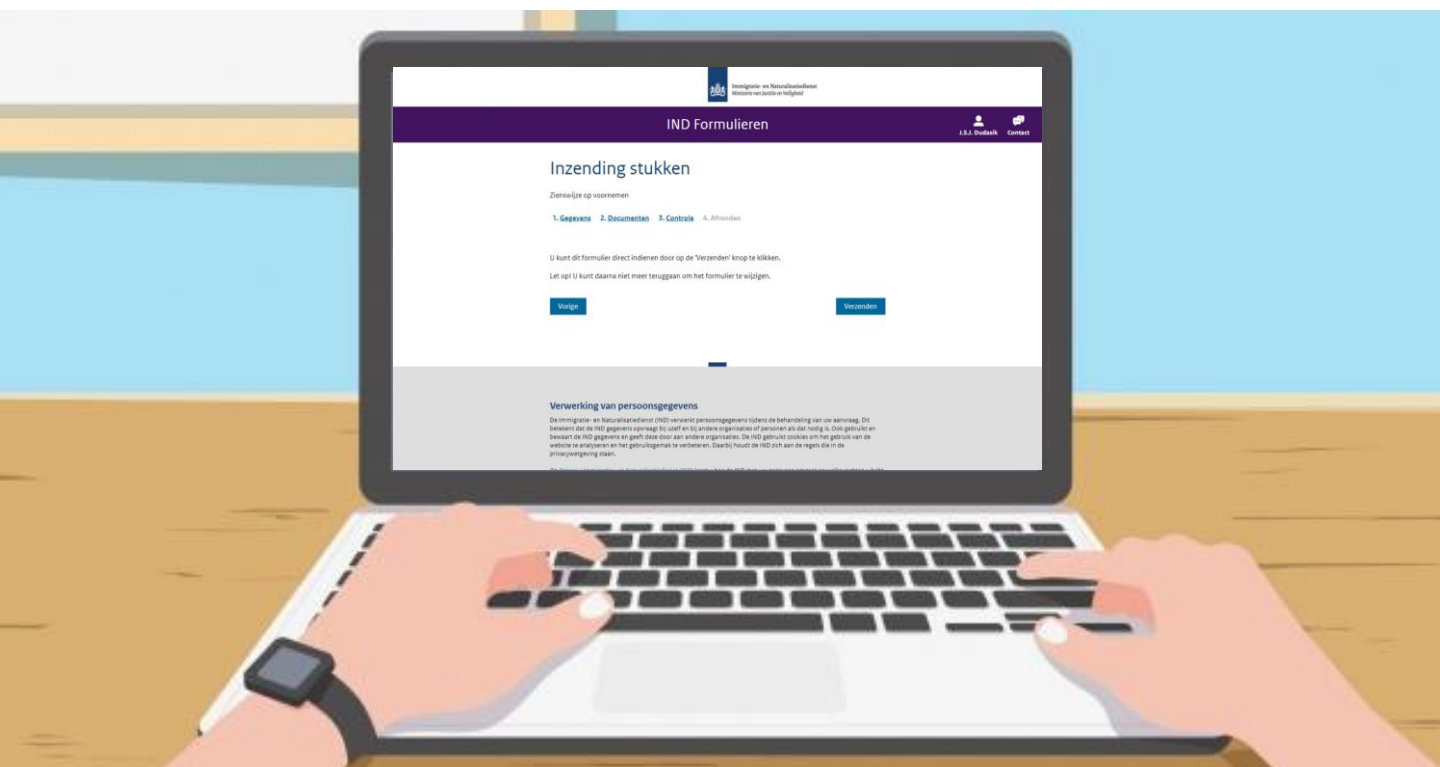 Immigratie- en Naturalisatiedienst
Ministerie van Justitie en Veiligheid
IND Formulieren
J.S.J. Dudasik Contact
Inzending stukken
Zienswijze op voornemen
1. Gegevens 2. Documenten 3. Controle 4. Afronden
U kunt dit formulier direct indienen door op de 'Verzenden' knop te klikken.
Let op! U kunt daarna niet meer teruggaan om het formulier te wijzigen.
Vorige Verzenden
Verwerking van persoonsgegevens
De Immigratie- en Naturalisatiedienst (IND) verwerkt persoonsgegevens tijdens de behandeling van uw aanvraag. Dit
betekent dat de IND gegevens opvraagt bij uzelf en bij andere organisaties of personen als dat nodig is. Ook gebruikt en
bewaart de IND gegevens en geeft deze door aan andere organisaties. De IND gebruikt cookies om het gebruik van de
website te analyseren en het gebruiksgemak te verbeteren. Daarbij houdt de IND zich aan de regels die in de
privacywetgeving staan.